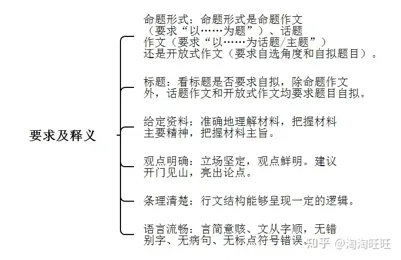 要求及释义
命题形式：命题形式是命题作文
（要求“以……为题”）、话题
作文（要求“以……为话题/主题”）
还是开放式作文（要求自选角度和自拟题目）。
标题：看标题是否要求自拟，除命题作文
外，话题作文和开放式作文均要求题目自拟。
给定资料：准确地理解材料，把握材料
主要精神，把握材料主旨。
观点明确：立场坚定，观点鲜明。建议
开门见山，亮出论点。
条理清楚：行文结构能够呈现一定的逻辑。
语言流畅：言简意赅、文从字顺，无错
别字、无病句、无标点符号错误。
知乎 @淘淘旺旺